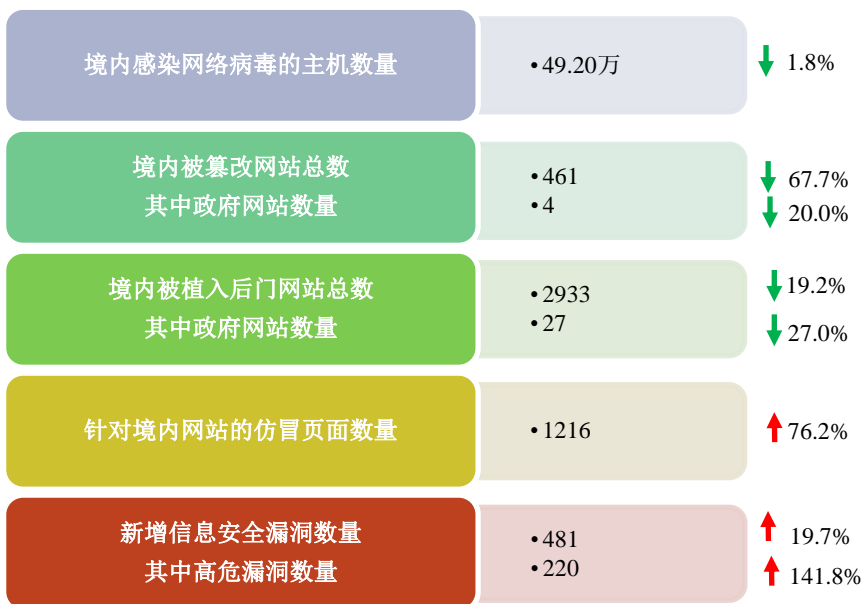 境内感染网络病毒的主机数量
•49.20万
1.8%
境内被篡改网站总数
其中政府网站数量
•461
•4
67.7%
20.0%
境内被植入后门网站总数
其中政府网站数量
•2933
•27
19.2%
27.0%
针对境内网站的仿冒页面数量
•1216
76.2%
新增信息安全漏洞数量
其中高危漏洞数量
•481
•220
19.7%
141.8%